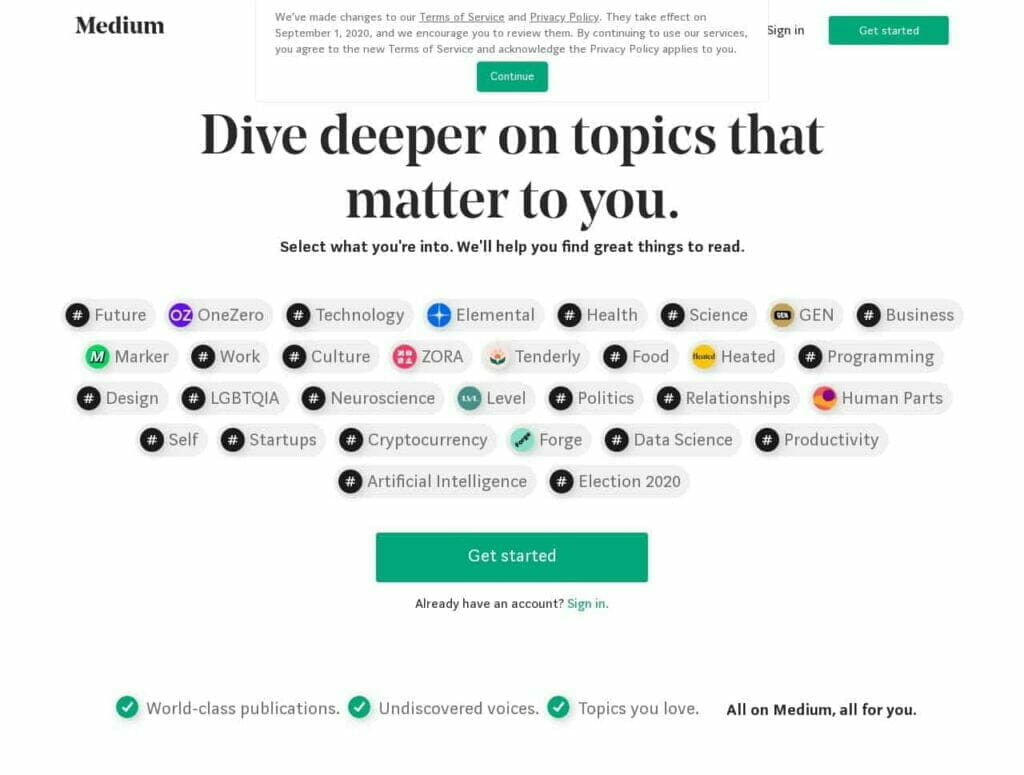 Medium
We've made changes to our Terms of Service and Privacy Policy. They take effect on
September 1, 2020, and we encourage you to review them. By continuing to use our services,
you agree to the new Terms of Service and acknowledge the Privacy Policy applies to you.
Continue
Sign in
Get started
Dive deeper on topics that
matter to you.
Select what you're into. We'll help you find great things to read.
# Future OZ OneZero # Technology Elemental # Health # Science GEN GEN # Business
M Marker # Work # Culture ZORA Tenderly # Food Heated Heated # Programming
# Design # LGBTQIA # Neuroscience LVL Level # Politics # Relationships Human Parts
# Self # Startups # Cryptocurrency Forge Forge # Data Science # Productivity
# Artificial Intelligence # Election 2020
Get started
Already have an account? Sign in.
World-class publications. Undiscovered voices. Topics you love. All on Medium, all for you.